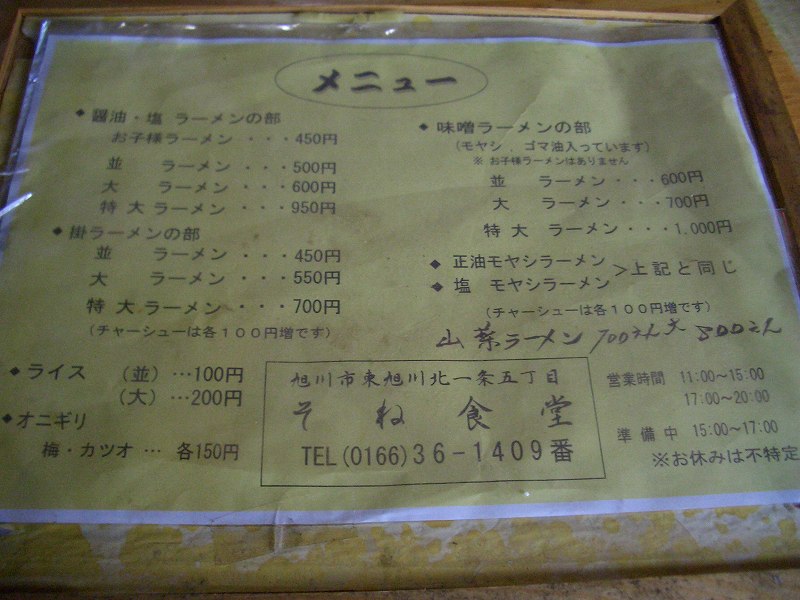 メニュー
◆醤油・塩 ラーメンの部
お子様ラーメン・・・450円
並 ラーメン・・・500円
大 ラーメン・・・600円
特大 ラーメン・・・950円
◆掛ラーメンの部
並 ラーメン・・・450円
大 ラーメン・・・550円
特大 ラーメン・・・700円
(チャーシューは各100円増です)
◆ライス (並)…100円
(大)…200円
◆オニギリ
梅・カツオ… 各150円
◆味噌ラーメンの部
(モヤシ、ゴマ油入っています)
※お子様ラーメンはありません
並 ラーメン・・・600円
大 ラーメン・・・700円
特大 ラーメン・・・1,000円
◆正油モヤシラーメン
◆塩 モヤシラーメン >上記と同じ
(チャーシューは各100円増です)
山菜ラーメン 700えん 大 800えん
旭川市東旭川北一条五丁目
そね食堂
TEL(0166)36-1409番
営業時間 11:00~15:00
17:00~20:00
準備中 15:00~17:00
※お休みは不特定